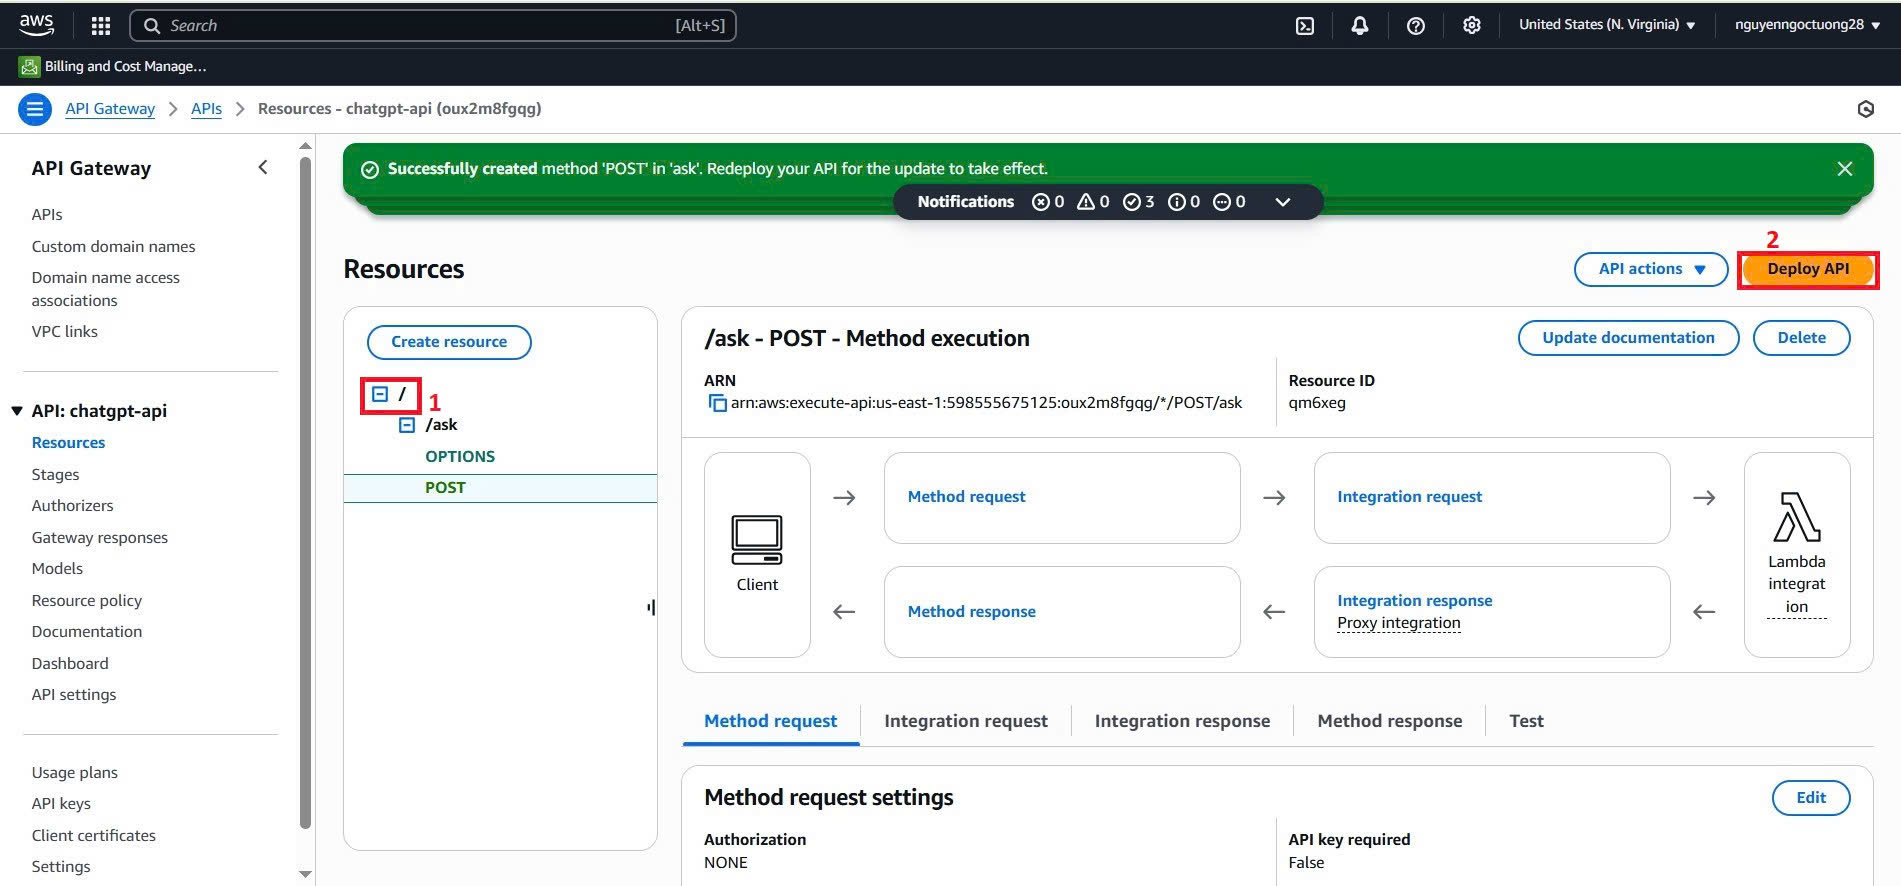 aws
Search
[Alt+S]
United States (N. Virginia)
nguyenngoctuong28
Billing and Cost Manage...
API Gateway
APIs
Resources - chatgpt-api (oux2m8fgqg)
API Gateway
APIs
Custom domain names
Domain name access
associations
VPC links
API: chatgpt-api
Resources
Stages
Authorizers
Gateway responses
Models
Resource policy
Documentation
Dashboard
API settings
Usage plans
API keys
Client certificates
Settings
Successfully created method 'POST' in 'ask'. Redeploy your API for the update to take effect.
Notifications 0 0 3 0 0
Resources
API actions
2
Deploy API
Create resource
/
1
/ask
OPTIONS
POST
/ask - POST - Method execution
Update documentation
Delete
ARN
arn:aws:execute-api:us-east-1:598555675125:oux2m8fgqg/*/POST/ask
Resource ID
qm6xeg
Client
Method request
Integration request
Method response
Integration response
Proxy integration
Lambda
integrat
ion
Method request
Integration request
Integration response
Method response
Test
Method request settings
Edit
Authorization
NONE
API key required
False